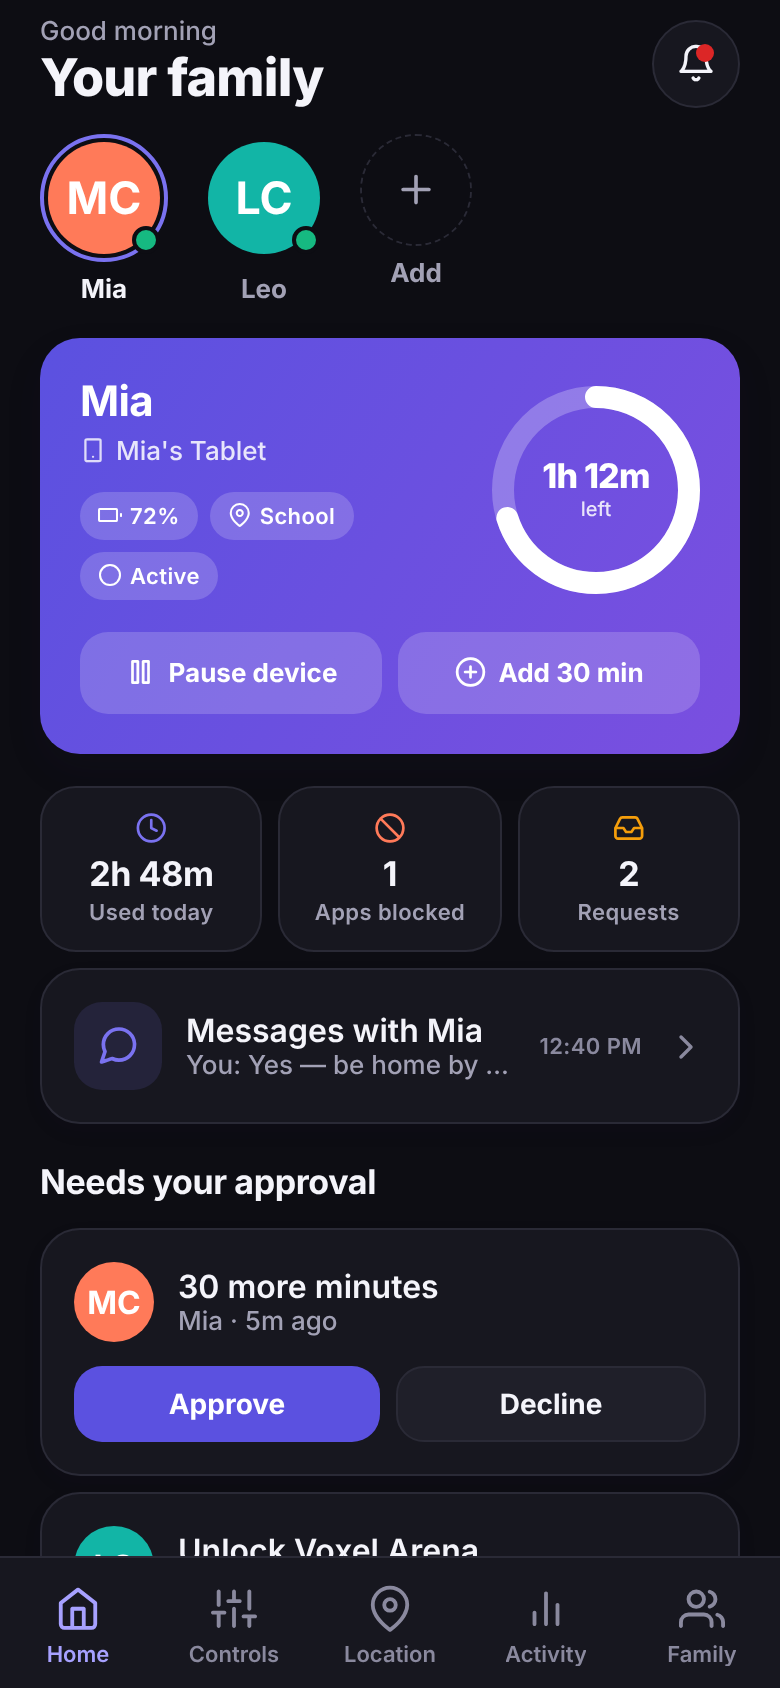 Good morning
Your family
MC
LC
Mia
Leo
Add
Mia
Mia's Tablet
72%
School
Active
1h 12m
left
Pause device
Add 30 min
2h 48m
Used today
1
Apps blocked
2
Requests
Messages with Mia
You: Yes — be home by ...
12:40 PM
Needs your approval
MC
30 more minutes
Mia · 5m ago
Approve
Decline
Unlock Voxel Arena
Home
Controls
Location
Activity
Family